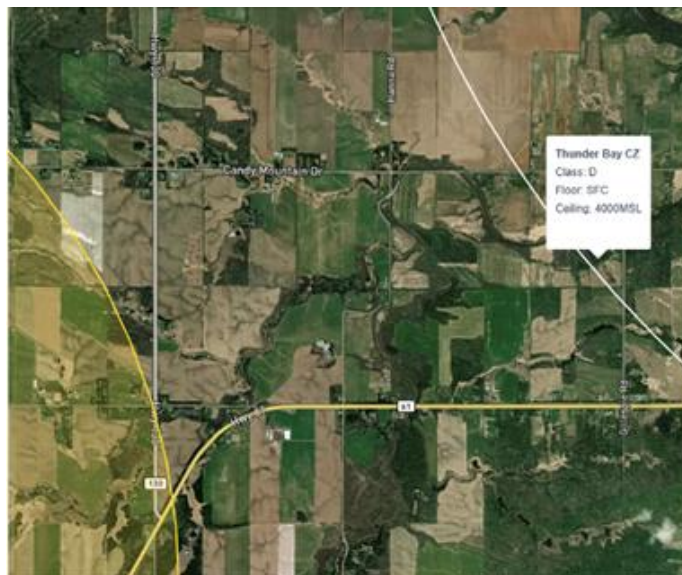 Candy Mountain Dr
Thunder Bay CZ
Class: D
Floor: SFC
Ceiling: 4000MSL
61
130